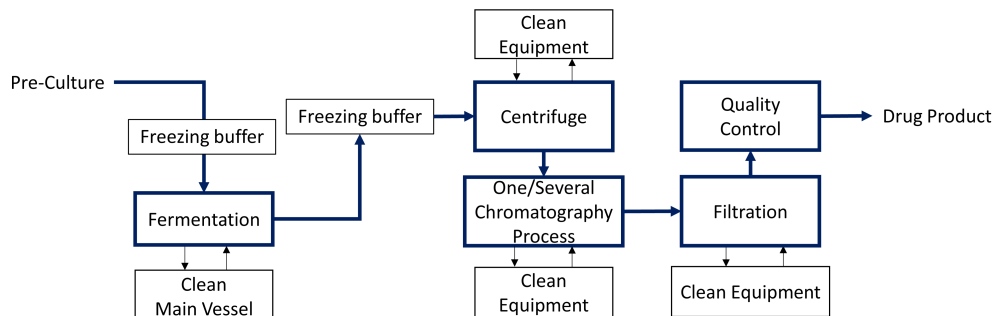 Pre-Culture
Freezing buffer
Fermentation
Clean
Main Vessel
Freezing buffer
Clean
Equipment
Centrifuge
One/Several
Chromatography
Process
Clean
Equipment
Filtration
Clean Equipment
Quality
Control
Drug Product